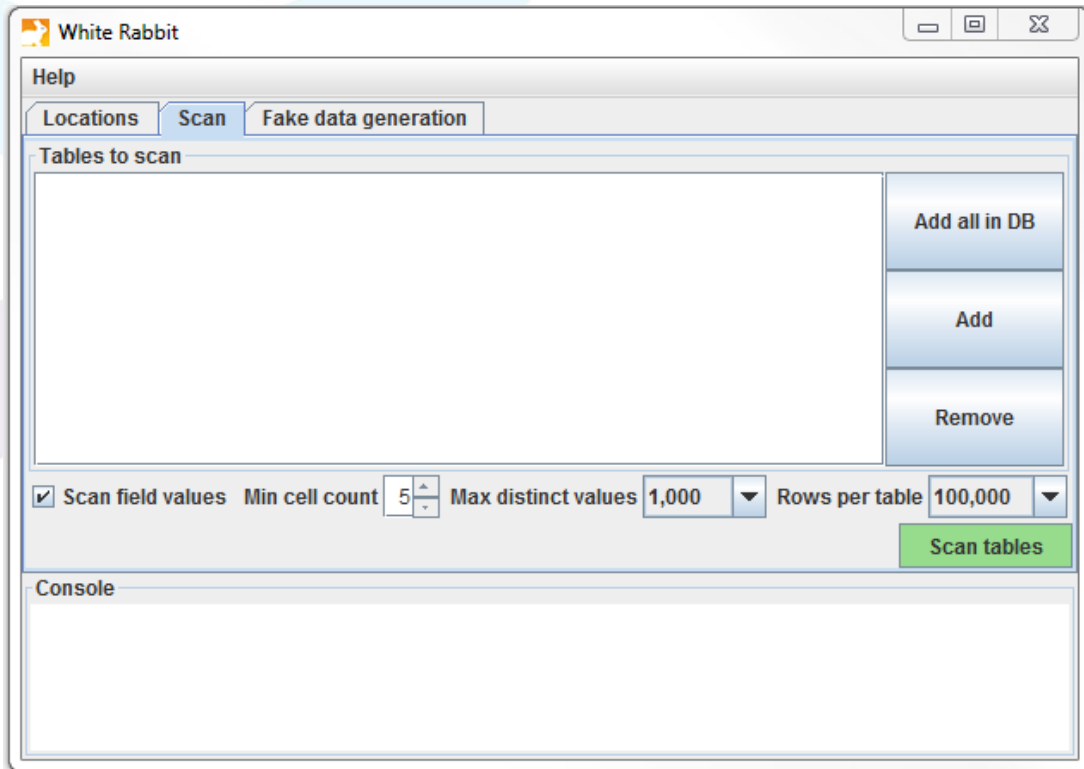 White Rabbit
Help
Locations Scan Fake data generation
Tables to scan
Add all in DB
Add
Remove
Scan field values Min cell count 5 Max distinct values 1,000 Rows per table 100,000
Scan tables
Console